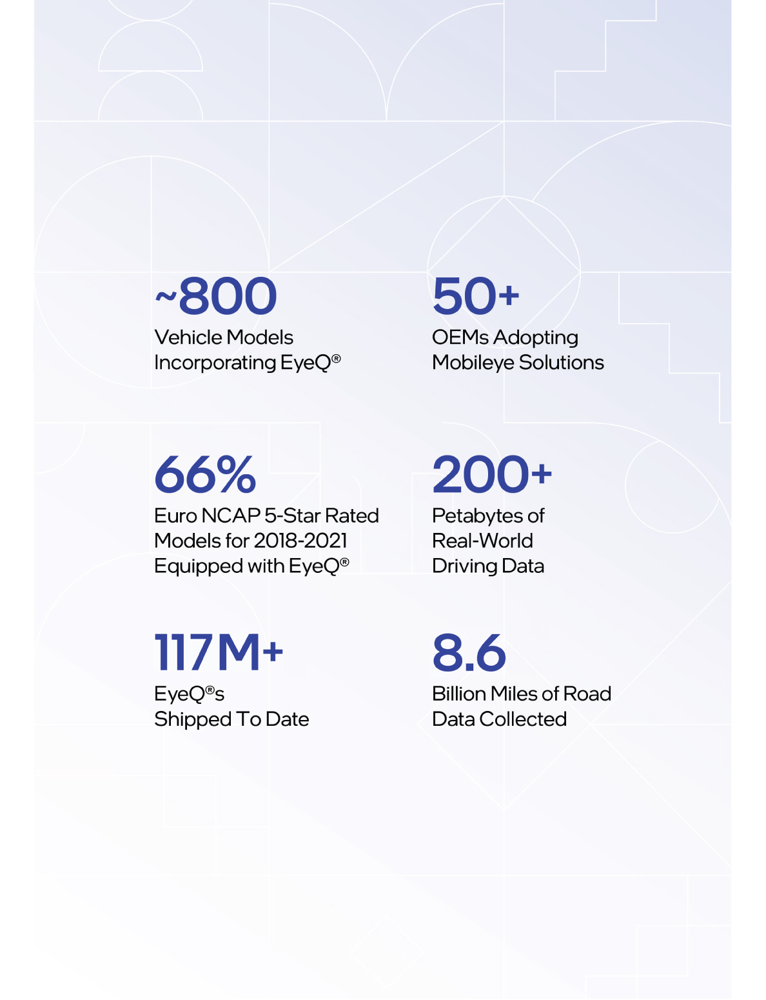 ~800
Vehicle Models
Incorporating EyeQ®
50+
OEMs Adopting
Mobileye Solutions
66%
Euro NCAP 5-Star Rated
Models for 2018-2021
Equipped with EyeQ®
200+
Petabytes of
Real-World
Driving Data
117M+
EyeQ®s
Shipped To Date
8.6
Billion Miles of Road
Data Collected